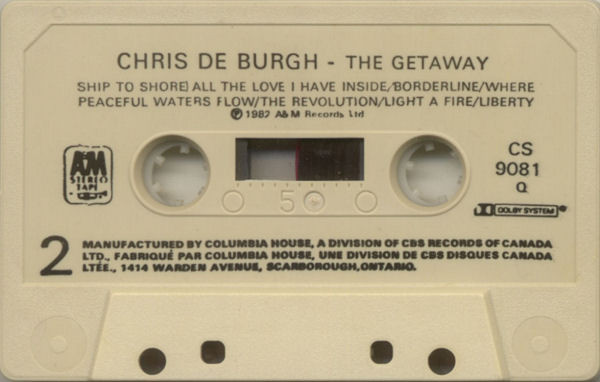 CHRIS DE BURGH - THE GETAWAY
SHIP TO SHORE/ALL THE LOVE I HAVE INSIDE/BORDERLINE/WHERE
PEACEFUL WATERS FLOW/THE REVOLUTION/LIGHT A FIRE/LIBERTY
℗ 1982 A&M Records Ltd
A&M
STEREO
TAPE
50
CS
9081
Q
DOLBY SYSTEM
2
MANUFACTURED BY COLUMBIA HOUSE, A DIVISION OF CBS RECORDS OF CANADA
LTD., FABRIQUÉ PAR COLUMBIA HOUSE, UNE DIVISION DE CBS DISQUES CANADA
LTÉE., 1414 WARDEN AVENUE, SCARBOROUGH,ONTARIO.